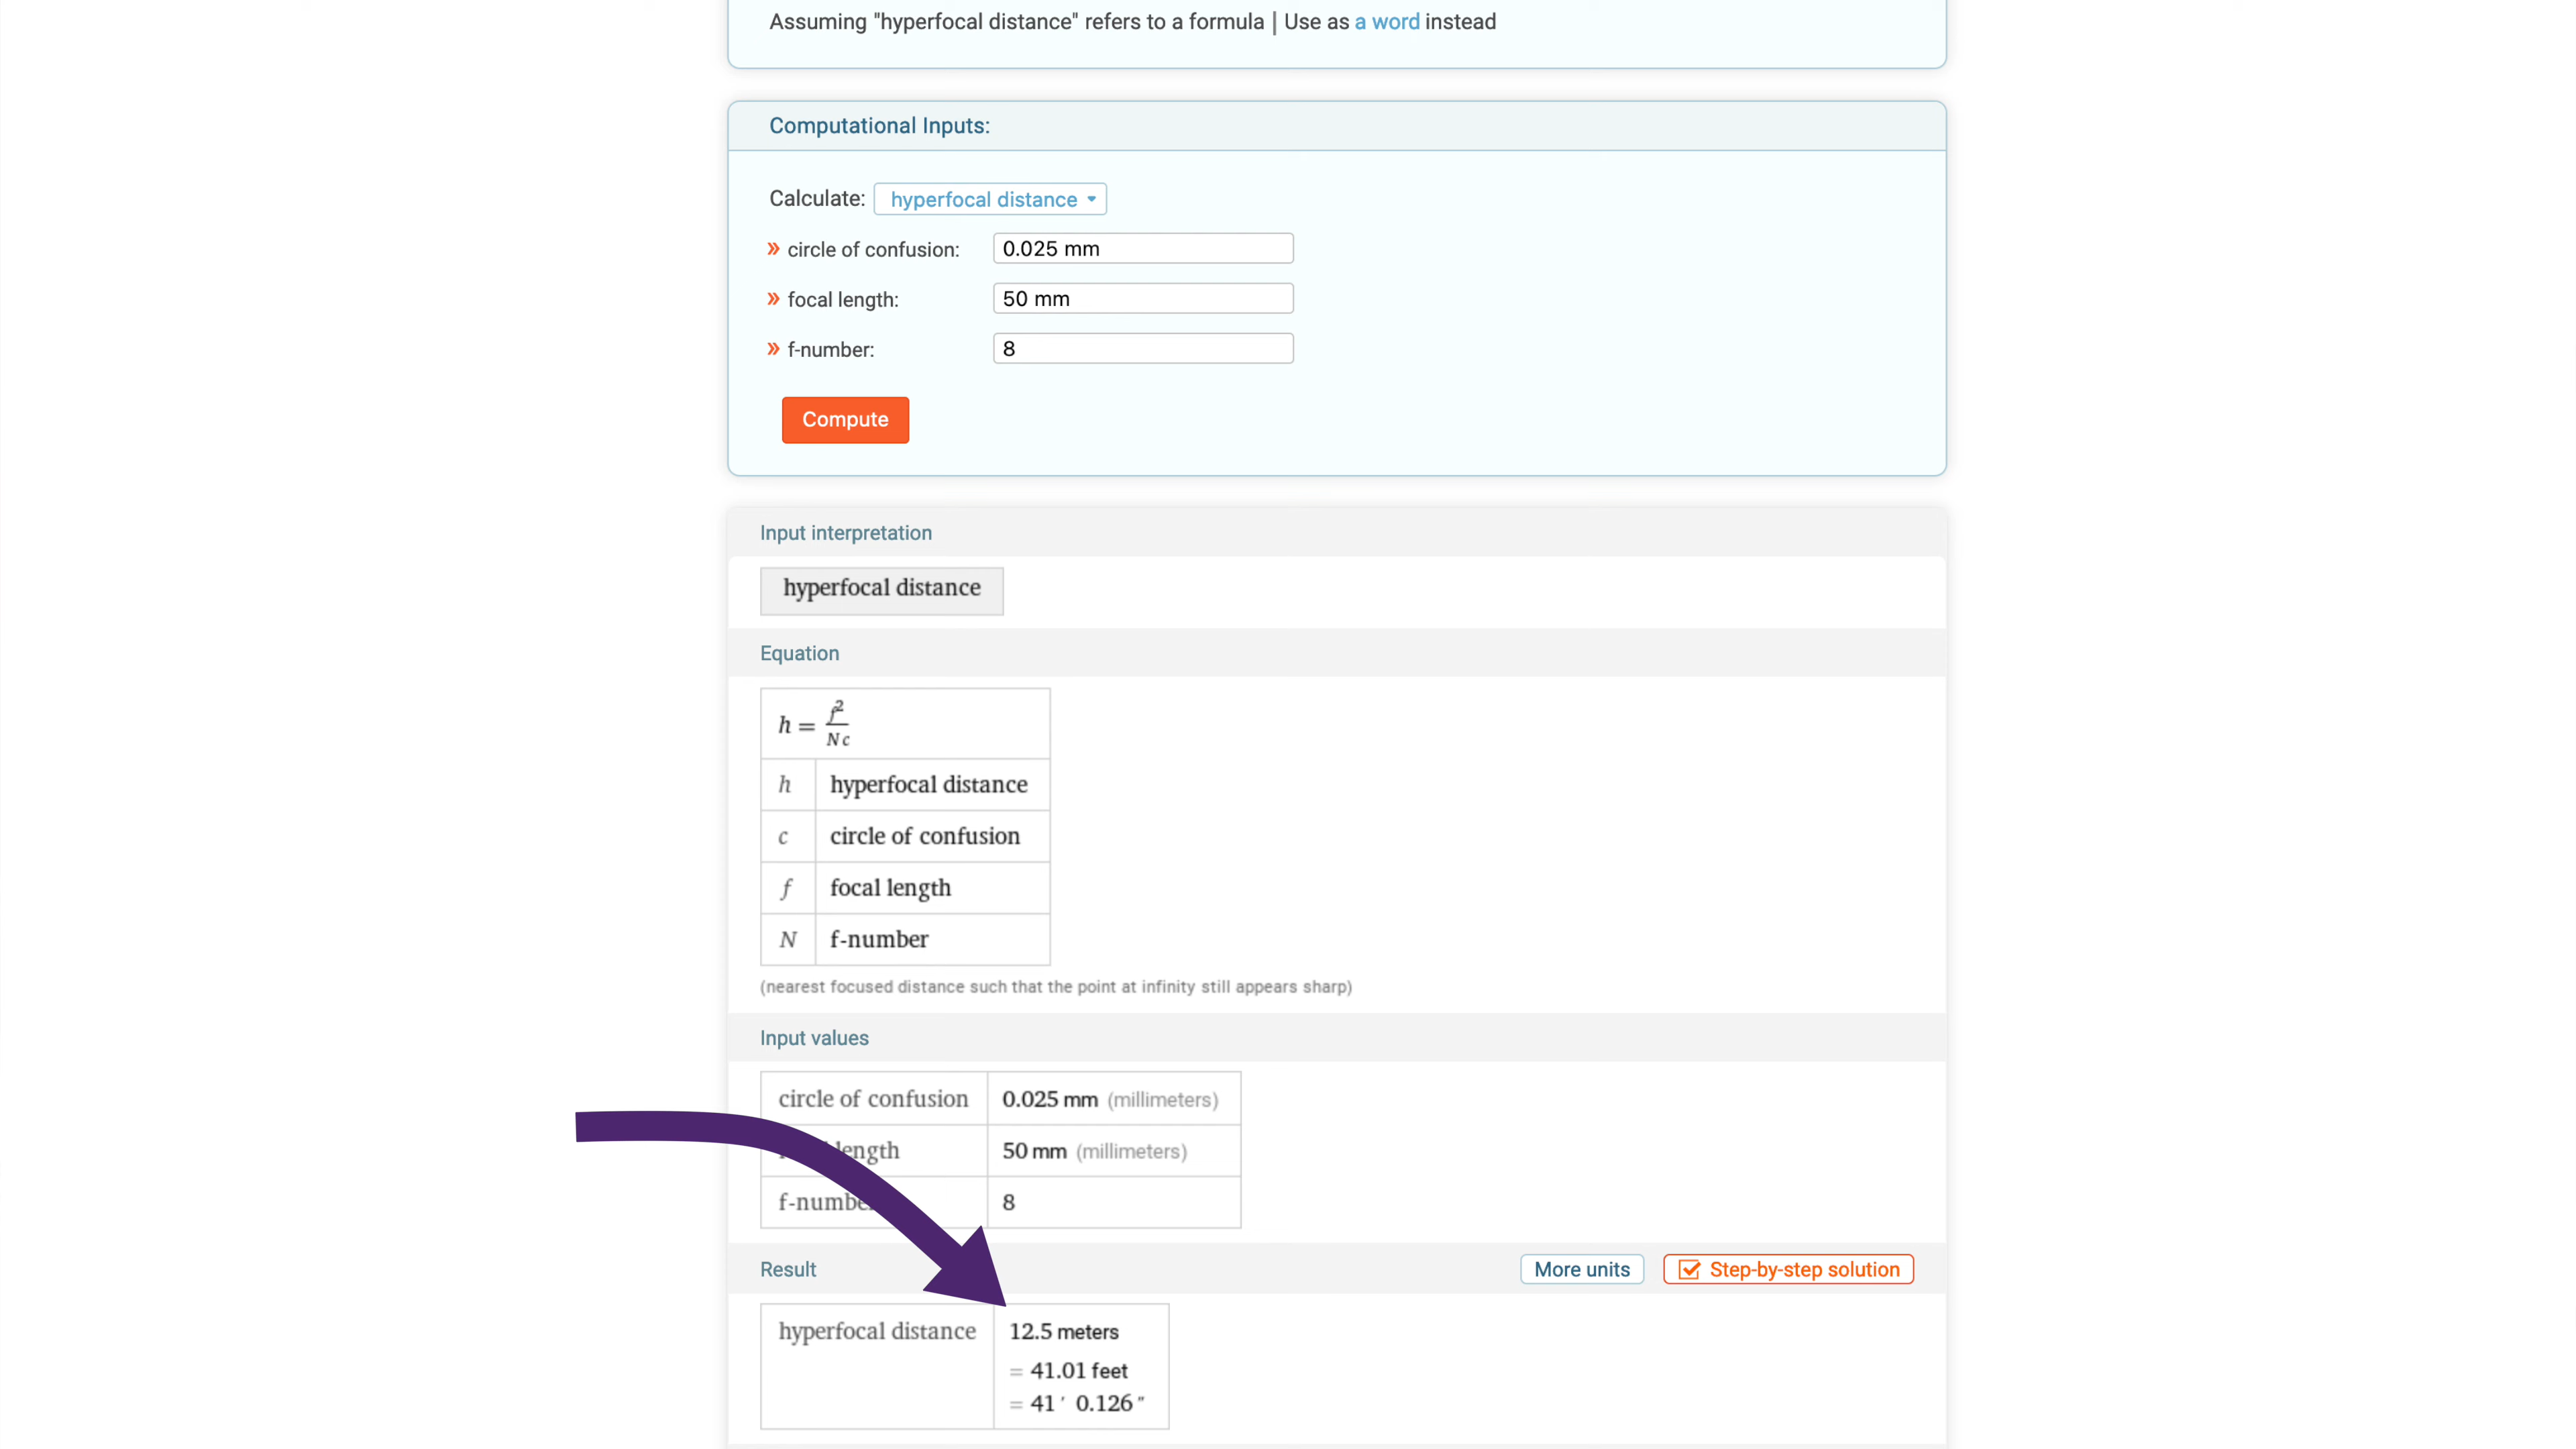 Assuming "hyperfocal distance" refers to a formula | Use as a word instead
Computational Inputs:
Calculate: hyperfocal distance
» circle of confusion: 0.025 mm
» focal length: 50 mm
» f-number: 8
Compute
Input interpretation
hyperfocal distance
Equation
h = f²/(N c)
h hyperfocal distance
c circle of confusion
f focal length
N f-number
(nearest focused distance such that the point at infinity still appears sharp)
Input values
circle of confusion 0.025 mm (millimeters)
length 50 mm (millimeters)
f-number 8
Result More units Step-by-step solution
hyperfocal distance 12.5 meters
= 41.01 feet
= 41′ 0.126″